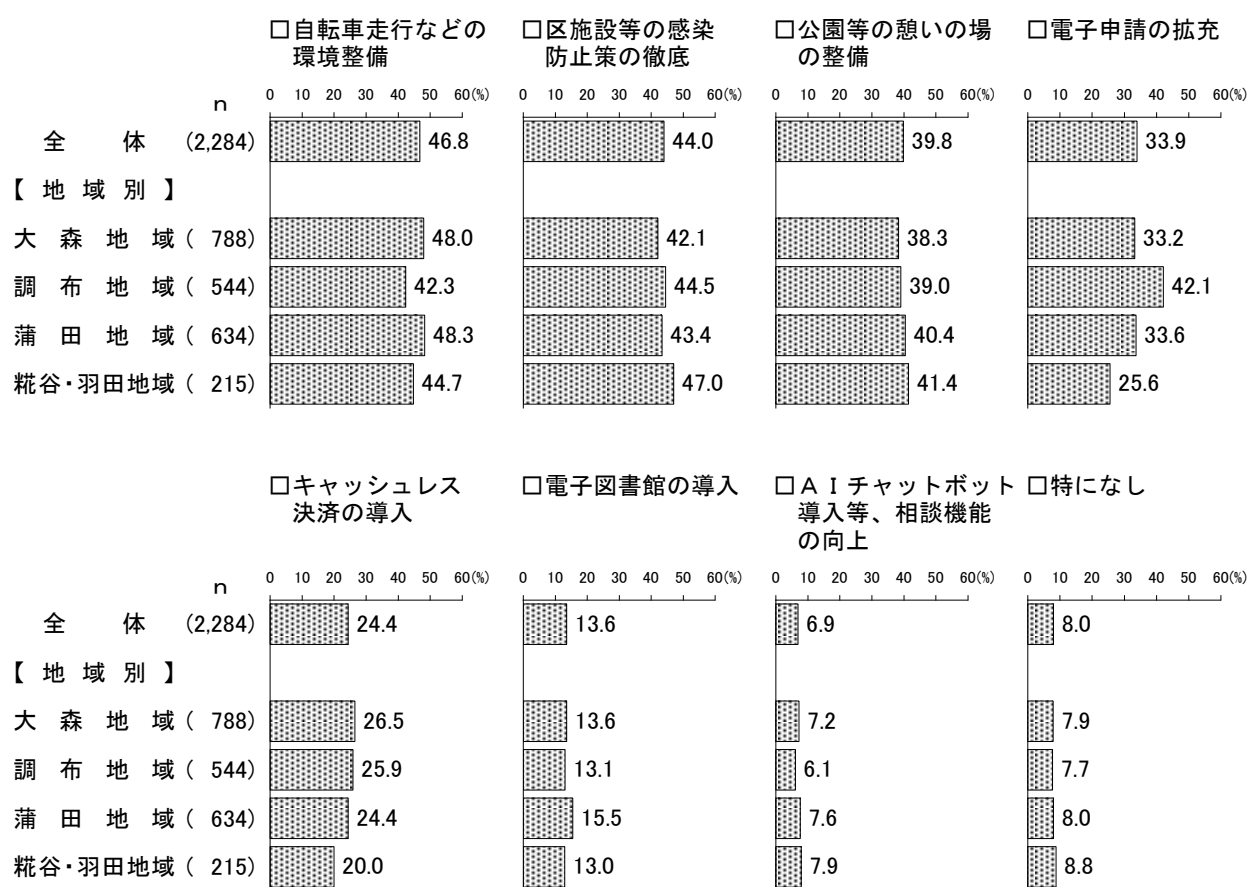 □自転車走行などの 環境整備
□区施設等の感染 防止策の徹底
□公園等の憩いの場 の整備
□電子申請の拡充
n 0 10 20 30 40 50 60(%) 0 10 20 30 40 50 60(%) 0 10 20 30 40 50 60(%) 0 10 20 30 40 50 60(%)
全 体 (2,284) 46.8 44.0 39.8 33.9
【 地 域 別 】
大 森 地 域 ( 788) 48.0 42.1 38.3 33.2
調 布 地 域 ( 544) 42.3 44.5 39.0 42.1
蒲 田 地 域 ( 634) 48.3 43.4 40.4 33.6
糀谷・羽田地域 ( 215) 44.7 47.0 41.4 25.6
□キャッシュレス 決済の導入
□電子図書館の導入
□ＡＩチャットボット 導入等、相談機能 の向上
□特になし
n 0 10 20 30 40 50 60(%) 0 10 20 30 40 50 60(%) 0 10 20 30 40 50 60(%) 0 10 20 30 40 50 60(%)
全 体 (2,284) 24.4 13.6 6.9 8.0
【 地 域 別 】
大 森 地 域 ( 788) 26.5 13.6 7.2 7.9
調 布 地 域 ( 544) 25.9 13.1 6.1 7.7
蒲 田 地 域 ( 634) 24.4 15.5 7.6 8.0
糀谷・羽田地域 ( 215) 20.0 13.0 7.9 8.8